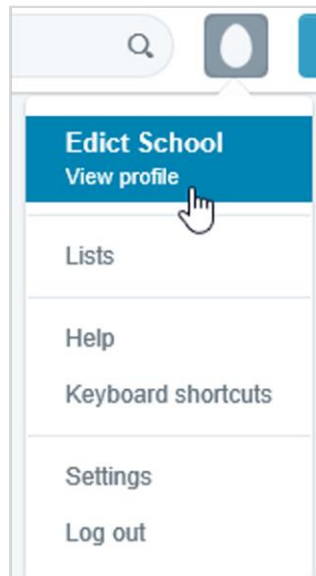 Edict School
View profile
Lists
Help
Keyboard shortcuts
Settings
Log out